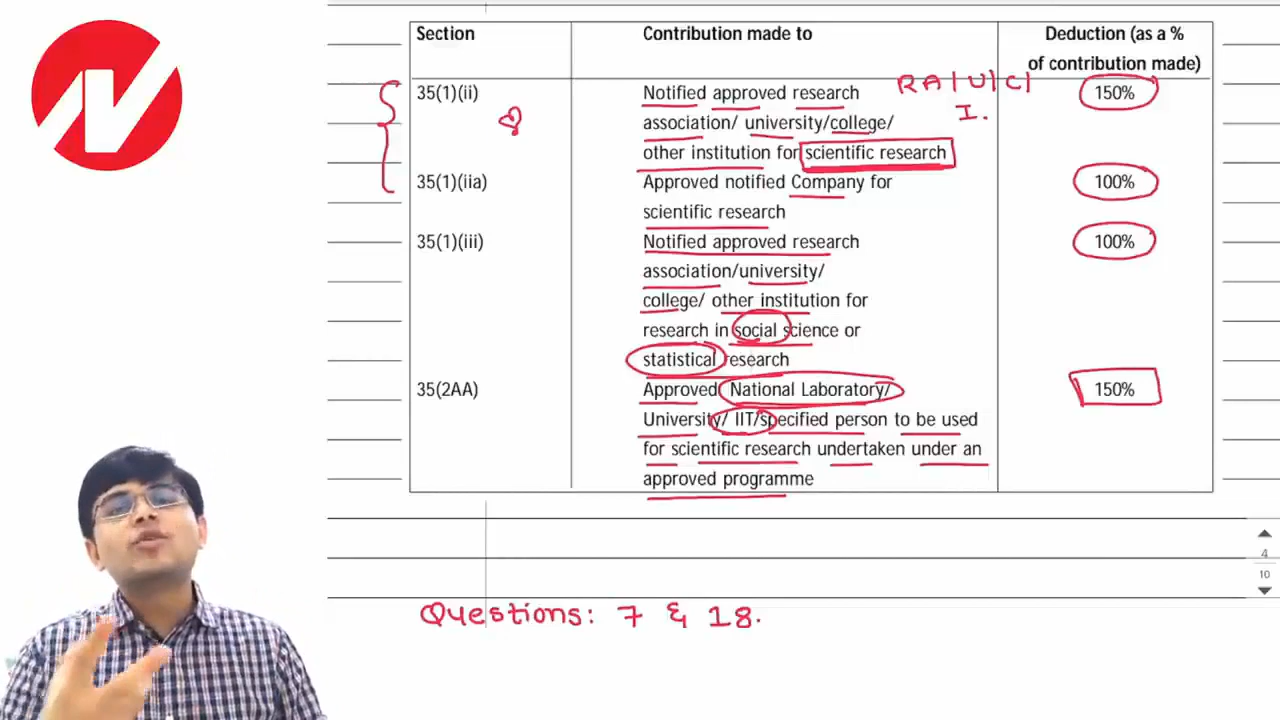 Section Contribution made to Deduction (as a %
of contribution made)
35(1)(ii) Notified approved research RA/U/C/ 150%
association/ university/college/ I.
other institution for scientific research
35(1)(iia) Approved notified Company for 100%
scientific research
35(1)(iii) Notified approved research 100%
association/university/
college/ other institution for
research in social science or
statistical research
35(2AA) Approved National Laboratory/ 150%
University/ IIT/specified person to be used
for scientific research undertaken under an
approved programme
4
10
Questions: 7 & 18.